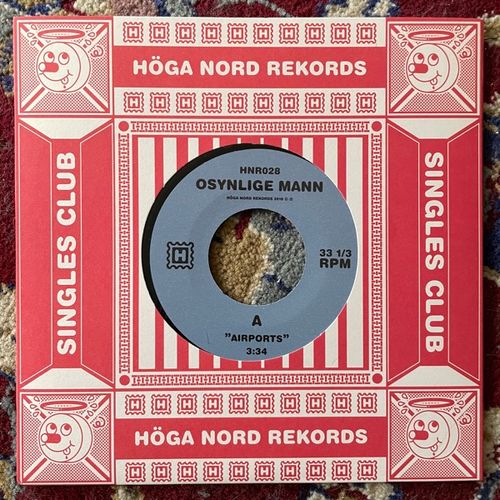 HÖGA NORD REKORDS
SINGLES CLUB
HNR028
OSYNLIGE MANN
HÖGA NORD REKORDS 2018 © ℗
33 1/3
RPM
H
A
"AIRPORTS"
3:34
SINGLES CLUB
HÖGA NORD REKORDS